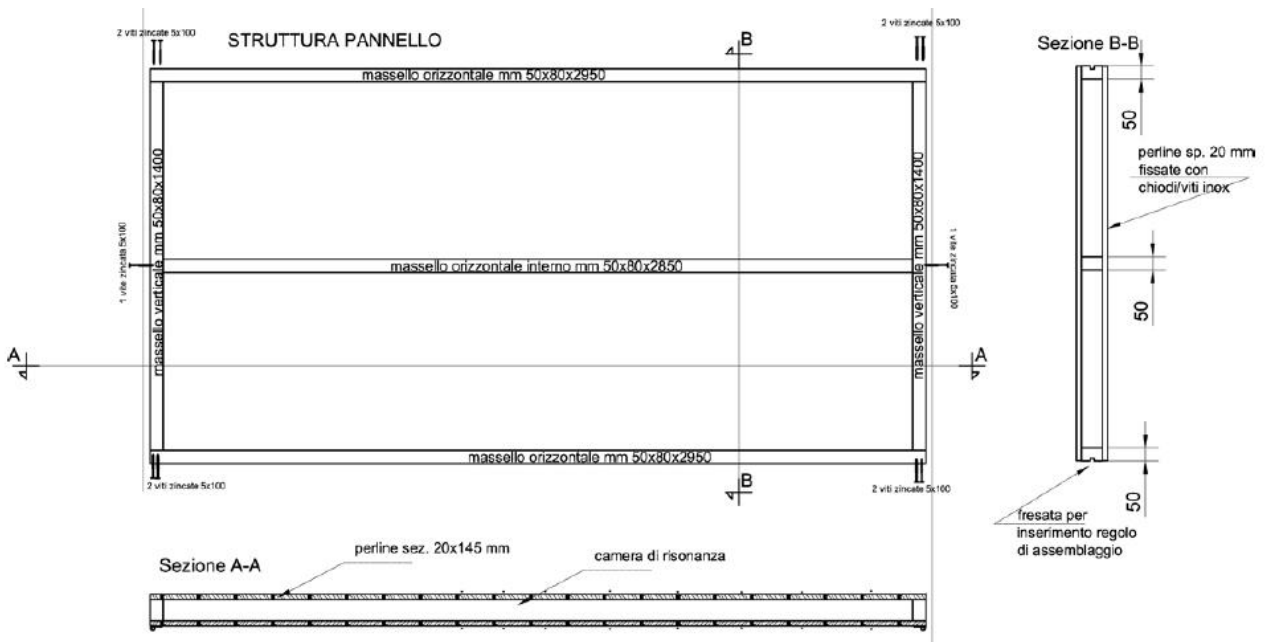 2 viti zincate 5x100
STRUTTURA PANNELLO
B
2 viti zincate 5x100
Sezione B-B
massello orizzontale mm 50x80x2950
50
perline sp. 20 mm
fissate con
chiodi/viti inox
massello verticale mm 50x80x1400
massello verticale mm 50x80x1400
1 vite zincata 5x100
massello orizzontale interno mm 50x80x2850
1 vite zincata 5x100
50
A
A
massello orizzontale mm 50x80x2950
2 viti zincate 5x100
B
2 viti zincate 5x100
50
fresata per
inserimento regolo
di assemblaggio
Sezione A-A
perline sez. 20x145 mm
camera di risonanza